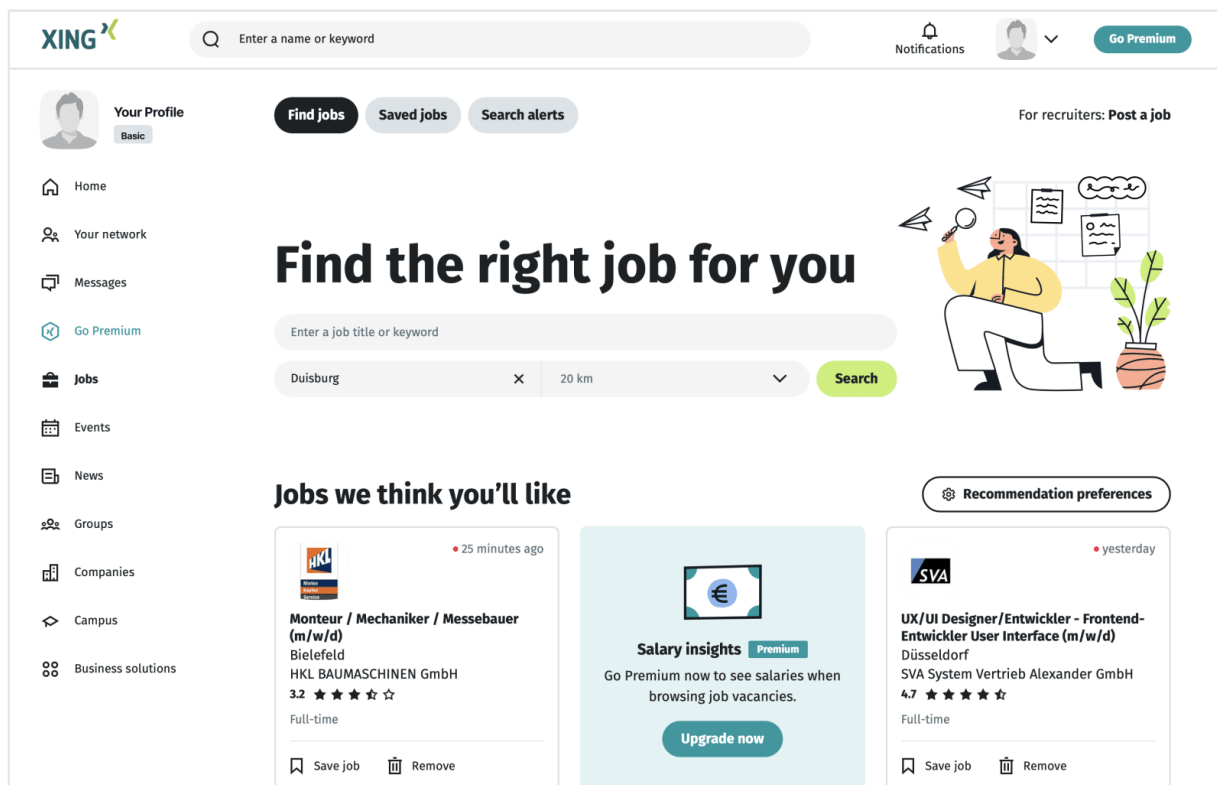 XING
Enter a name or keyword
Notifications
Go Premium
Your Profile
Basic
Home
Your network
Messages
Go Premium
Jobs
Events
News
Groups
Companies
Campus
Business solutions
Find jobs
Saved jobs
Search alerts
For recruiters: Post a job
Find the right job for you
Enter a job title or keyword
Duisburg
20 km
Search
Jobs we think you’ll like
Recommendation preferences
HKL
Mieten
Kaufen
Service
25 minutes ago
Monteur / Mechaniker / Messebauer
(m/w/d)
Bielefeld
HKL BAUMASCHINEN GmbH
3.2
Full-time
Save job
Remove
€
Salary insights Premium
Go Premium now to see salaries when
browsing job vacancies.
Upgrade now
SVA
yesterday
UX/UI Designer/Entwickler - Frontend-
Entwickler User Interface (m/w/d)
Düsseldorf
SVA System Vertrieb Alexander GmbH
4.7
Full-time
Save job
Remove